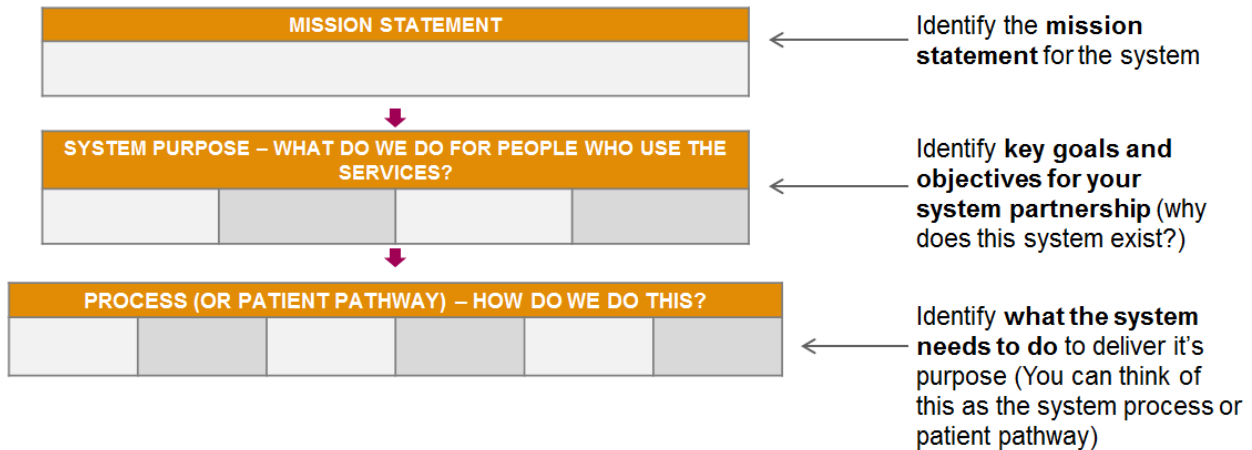 MISSION STATEMENT
Identify the mission
statement for the system
SYSTEM PURPOSE – WHAT DO WE DO FOR PEOPLE WHO USE THE
SERVICES?
Identify key goals and
objectives for your
system partnership (why
does this system exist?)
PROCESS (OR PATIENT PATHWAY) – HOW DO WE DO THIS?
Identify what the system
needs to do to deliver it's
purpose (You can think of
this as the system process or
patient pathway)